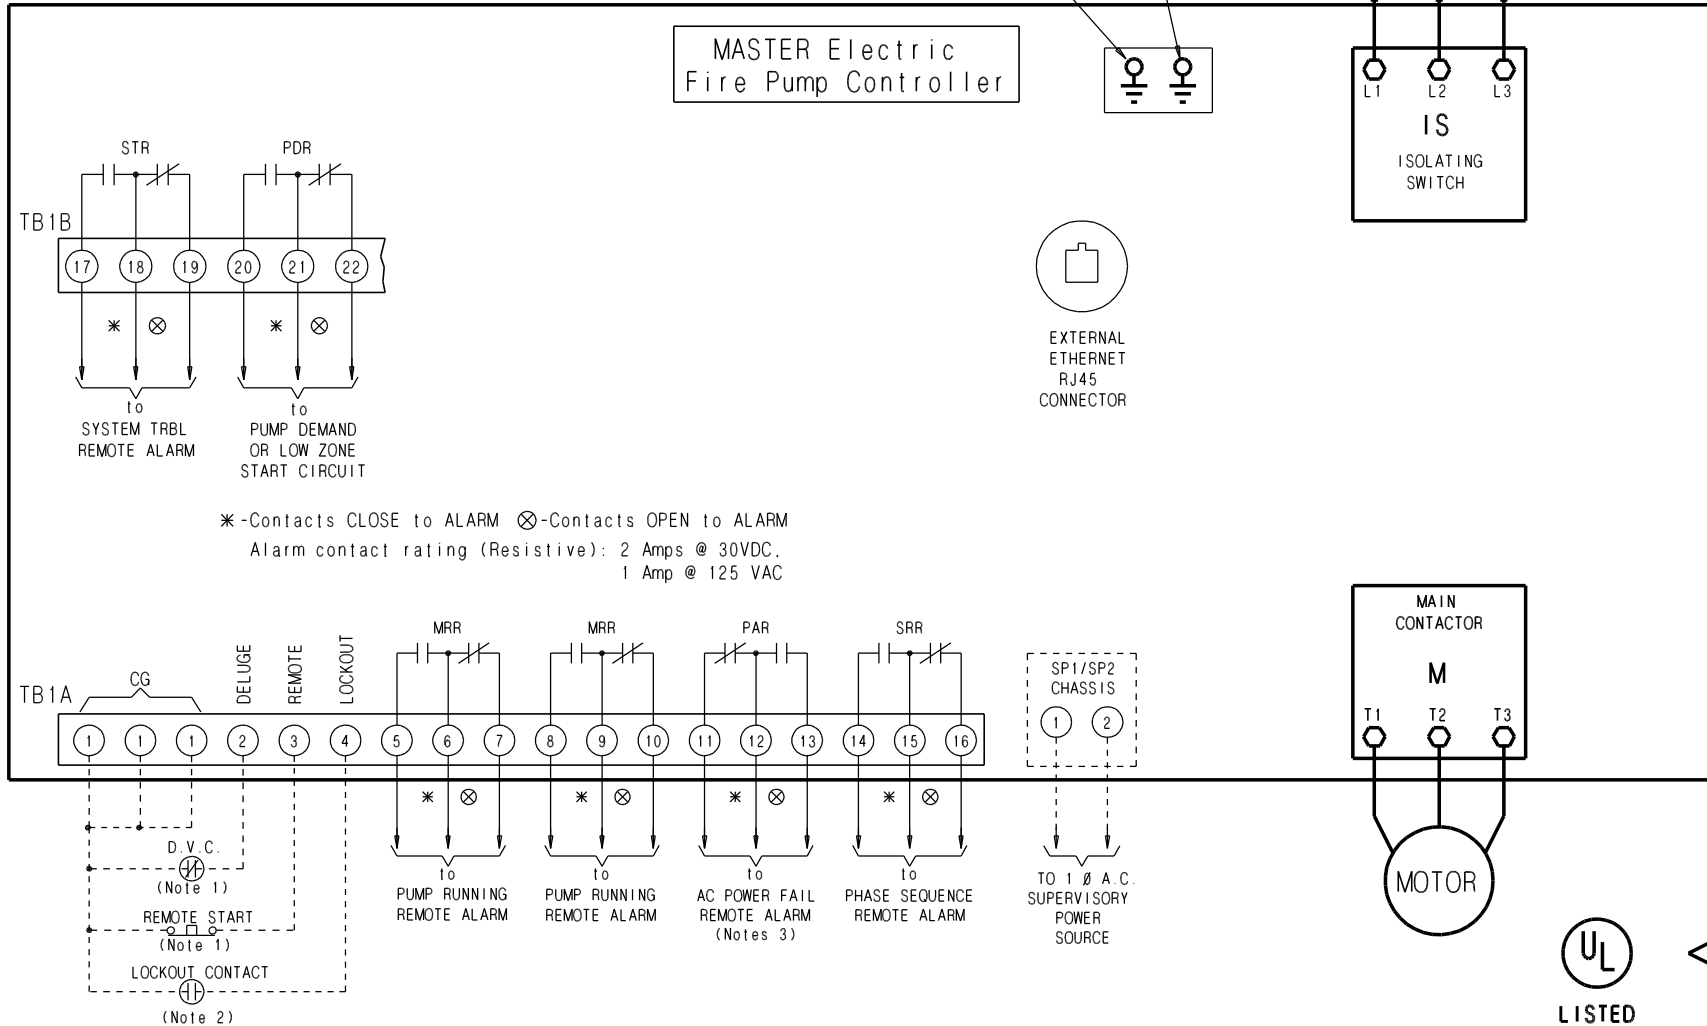 MASTER Electric
Fire Pump Controller
L1 L2 L3
IS
ISOLATING
SWITCH
STR PDR
TB1B
17 18 19 20 21 22
* ⊗ * ⊗
to
SYSTEM TRBL
REMOTE ALARM
to
PUMP DEMAND
OR LOW ZONE
START CIRCUIT
EXTERNAL
ETHERNET
RJ45
CONNECTOR
* -Contacts CLOSE to ALARM ⊗-Contacts OPEN to ALARM
Alarm contact rating (Resistive): 2 Amps @ 30VDC.
1 Amp @ 125 VAC
MAIN
CONTACTOR
M
T1 T2 T3
MOTOR
TB1A
CG
DELUGE
REMOTE
LOCKOUT
MRR MRR PAR SRR
SP1/SP2
CHASSIS
1 1 1 2 3 4 5 6 7 8 9 10 11 12 13 14 15 16
1 2
* ⊗ * ⊗ * ⊗ * ⊗
D.V.C.
(Note 1)
REMOTE START
(Note 1)
LOCKOUT CONTACT
(Note 2)
to
PUMP RUNNING
REMOTE ALARM
to
PUMP RUNNING
REMOTE ALARM
to
AC POWER FAIL
REMOTE ALARM
(Notes 3)
to
PHASE SEQUENCE
REMOTE ALARM
TO 1 Ø A.C.
SUPERVISORY
POWER
SOURCE
UL
LISTED